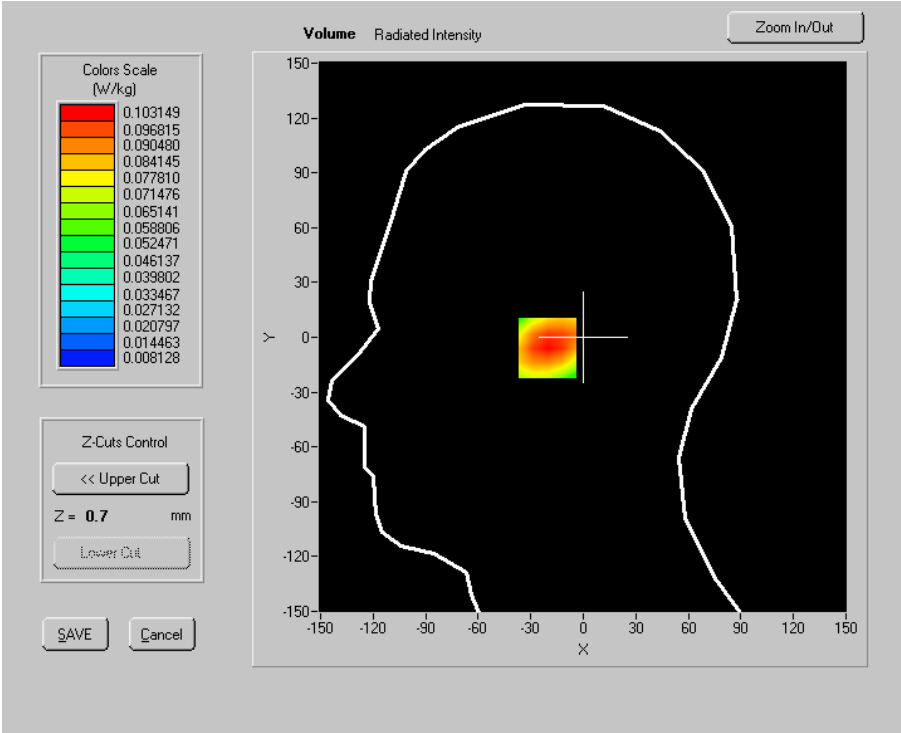 Volume Radiated Intensity
Zoom In/Out
Colors Scale
(W/kg)
0.103149
0.096815
0.090480
0.084145
0.077810
0.071476
0.065141
0.058806
0.052471
0.046137
0.039802
0.033467
0.027132
0.020797
0.014463
0.008128
Z-Cuts Control
<< Upper Cut
Z = 0.7 mm
Lower Cut
SAVE Cancel
150-
120-
90-
60-
30-
0-
-30-
-60-
-90-
-120-
-150-
Y
-150 -120 -90 -60 -30 0 30 60 90 120 150
X